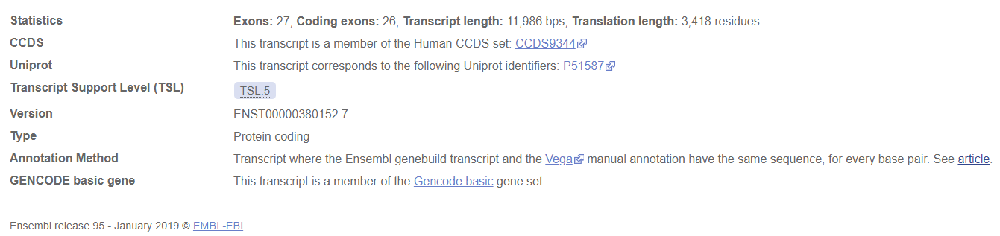 Statistics Exons: 27, Coding exons: 26, Transcript length: 11,986 bps, Translation length: 3,418 residues
CCDS This transcript is a member of the Human CCDS set: CCDS9344
Uniprot This transcript corresponds to the following Uniprot identifiers: P51587
Transcript Support Level (TSL) TSL:5
Version ENST00000380152.7
Type Protein coding
Annotation Method Transcript where the Ensembl genebuild transcript and the Vega manual annotation have the same sequence, for every base pair. See article.
GENCODE basic gene This transcript is a member of the Gencode basic gene set.
Ensembl release 95 - January 2019 © EMBL-EBI